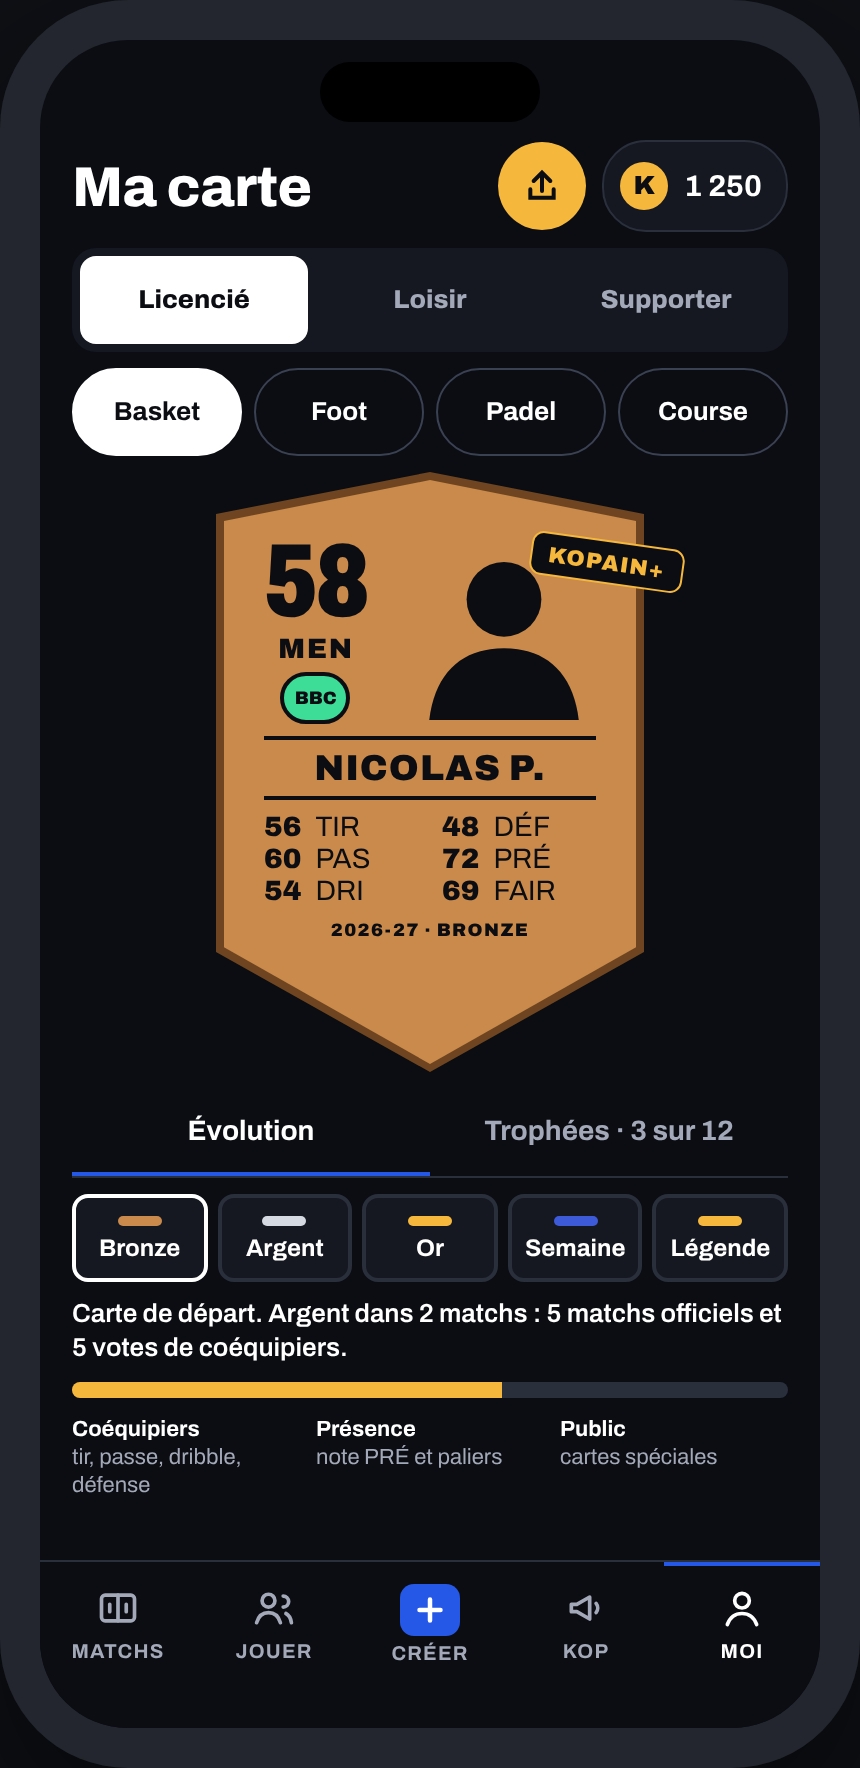 Ma carte
K 1 250
Licencié Loisir Supporter
Basket Foot Padel Course
KOPAIN+
58
MEN
BBC
NICOLAS P.
56 TIR 48 DÉF
60 PAS 72 PRÉ
54 DRI 69 FAIR
2026-27 · BRONZE
Évolution Trophées · 3 sur 12
Bronze Argent Or Semaine Légende
Carte de départ. Argent dans 2 matchs : 5 matchs officiels et
5 votes de coéquipiers.
Coéquipiers Présence Public
tir, passe, dribble, note PRÉ et paliers cartes spéciales
défense
MATCHS JOUER CRÉER KOP MOI